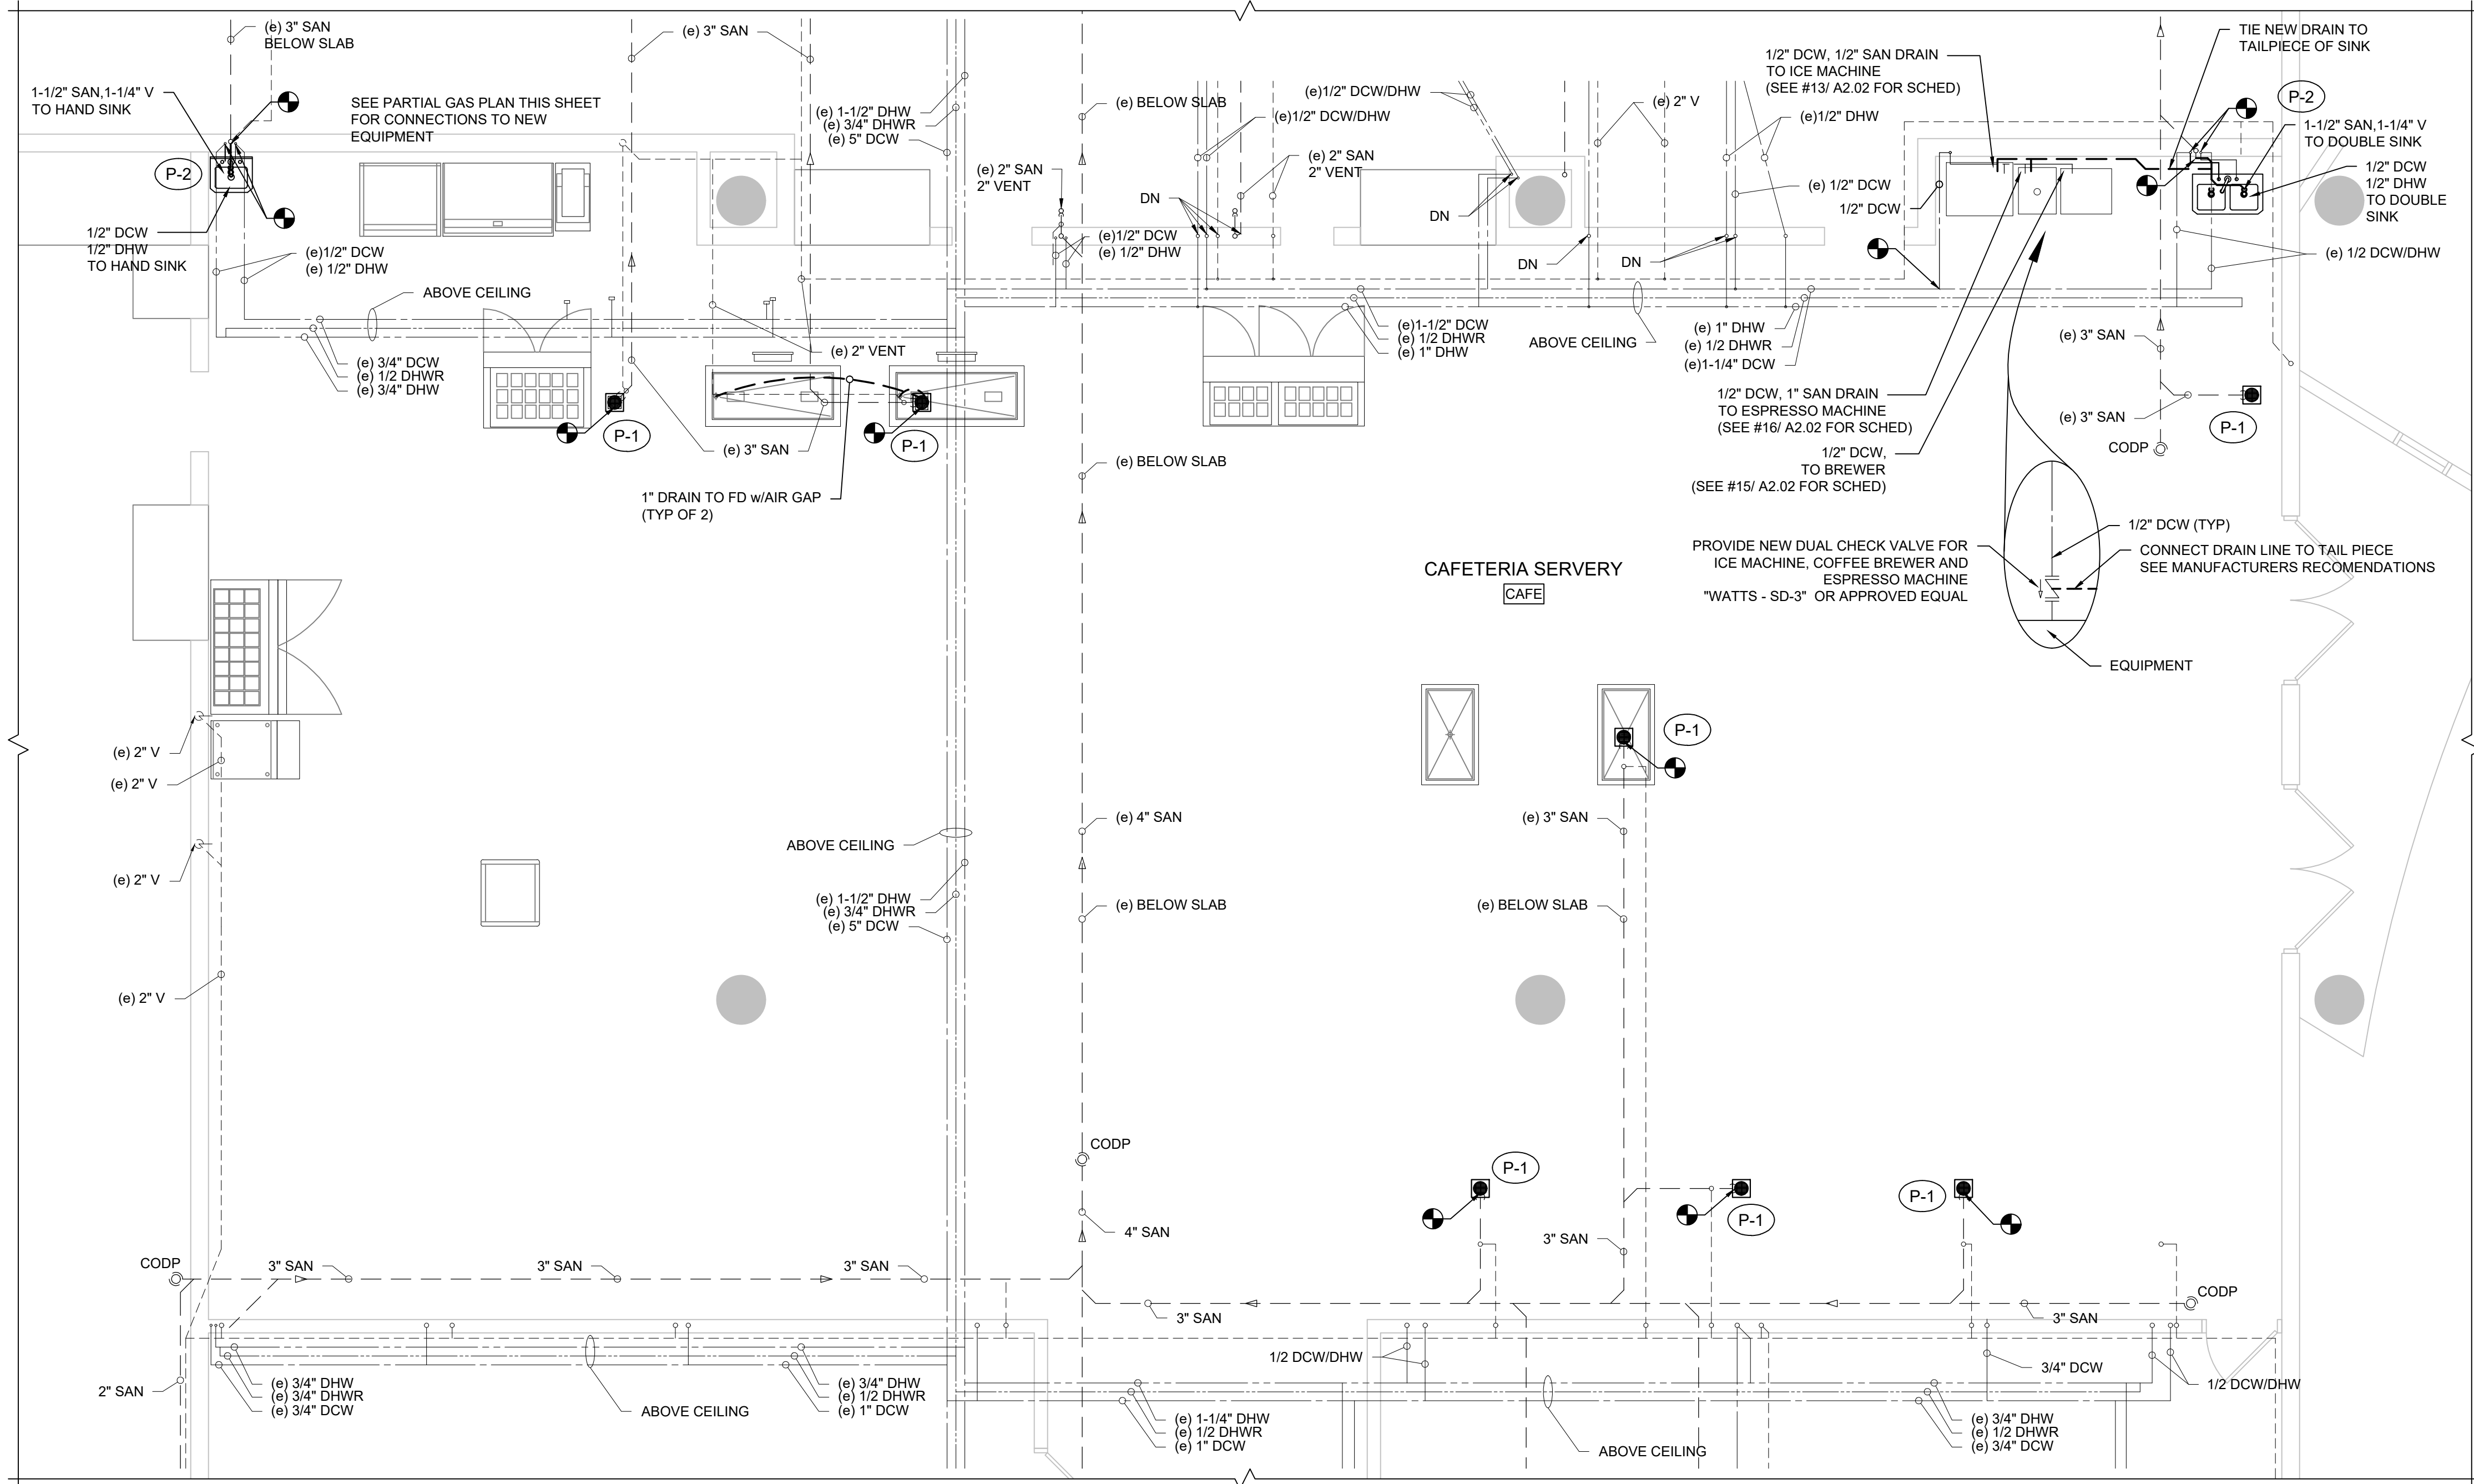 (e) 3" SAN
BELOW SLAB
1-1/2" SAN,1-1/4" V
TO HAND SINK
P-2
1/2" DCW
1/2" DHW
TO HAND SINK
SEE PARTIAL GAS PLAN THIS SHEET
FOR CONNECTIONS TO NEW
EQUIPMENT
(e)1/2" DCW
(e) 1/2" DHW
ABOVE CEILING
(e) 3/4" DCW
(e) 1/2 DHWR
(e) 3/4" DHW
(e) 3" SAN
(e) 1-1/2" DHW
(e) 3/4" DHWR
(e) 5" DCW
(e) 2" VENT
P-1
(e) 3" SAN
P-1
1" DRAIN TO FD w/AIR GAP
(TYP OF 2)
(e) BELOW SLAB
(e) 2" SAN
2" VENT
(e)1/2" DCW
(e) 1/2" DHW
DN
(e)1/2" DCW/DHW
(e)1/2" DCW/DHW
(e) 2" SAN
2" VENT
DN
(e) 2" V
DN
DN
(e)1/2" DHW
(e) 1/2" DCW
(e)1-1/2" DCW
(e) 1/2 DHWR
(e) 1" DHW
ABOVE CEILING
(e) 1" DHW
(e) 1/2 DHWR
(e)1-1/4" DCW
1/2" DCW, 1/2" SAN DRAIN
TO ICE MACHINE
(SEE #13/ A2.02 FOR SCHED)
1/2" DCW
TIE NEW DRAIN TO
TAILPIECE OF SINK
P-2
1-1/2" SAN,1-1/4" V
TO DOUBLE SINK
1/2" DCW
1/2" DHW
TO DOUBLE
SINK
(e) 1/2 DCW/DHW
(e) 3" SAN
(e) 3" SAN
P-1
CODP
1/2" DCW, 1" SAN DRAIN
TO ESPRESSO MACHINE
(SEE #16/ A2.02 FOR SCHED)
1/2" DCW,
TO BREWER
(SEE #15/ A2.02 FOR SCHED)
PROVIDE NEW DUAL CHECK VALVE FOR
ICE MACHINE, COFFEE BREWER AND
ESPRESSO MACHINE
"WATTS - SD-3" OR APPROVED EQUAL
1/2" DCW (TYP)
CONNECT DRAIN LINE TO TAIL PIECE
SEE MANUFACTURERS RECOMENDATIONS
EQUIPMENT
(e) BELOW SLAB
CAFETERIA SERVERY
CAFE
P-1
(e) 2" V
(e) 2" V
(e) 2" V
(e) 2" V
ABOVE CEILING
(e) 1-1/2" DHW
(e) 3/4" DHWR
(e) 5" DCW
(e) 4" SAN
(e) BELOW SLAB
(e) 3" SAN
(e) BELOW SLAB
CODP
4" SAN
P-1
P-1
P-1
3" SAN
CODP
3" SAN
3" SAN
3" SAN
3" SAN
3" SAN
CODP
2" SAN
(e) 3/4" DHW
(e) 3/4" DHWR
(e) 3/4" DCW
ABOVE CEILING
(e) 3/4" DHW
(e) 1/2 DHWR
(e) 1" DCW
1/2 DCW/DHW
(e) 1-1/4" DHW
(e) 1/2 DHWR
(e) 1" DCW
ABOVE CEILING
3/4" DCW
1/2 DCW/DHW
(e) 3/4" DHW
(e) 1/2 DHWR
(e) 3/4" DCW